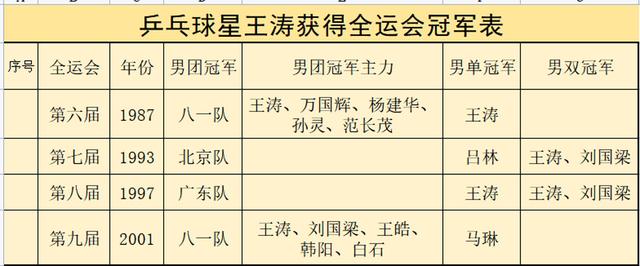 乒乓球星王涛获得全运会冠军表
序号 全运会 年份 男团冠军 男团冠军主力 男单冠军 男双冠军
第六届 1987 八一队 王涛、万国辉、杨建华、 王涛
孙灵、范长茂
第七届 1993 北京队 吕林 王涛、刘国梁
第八届 1997 广东队 王涛 王涛、刘国梁
第九届 2001 八一队 王涛、刘国梁、王皓、 马琳
韩阳、白石